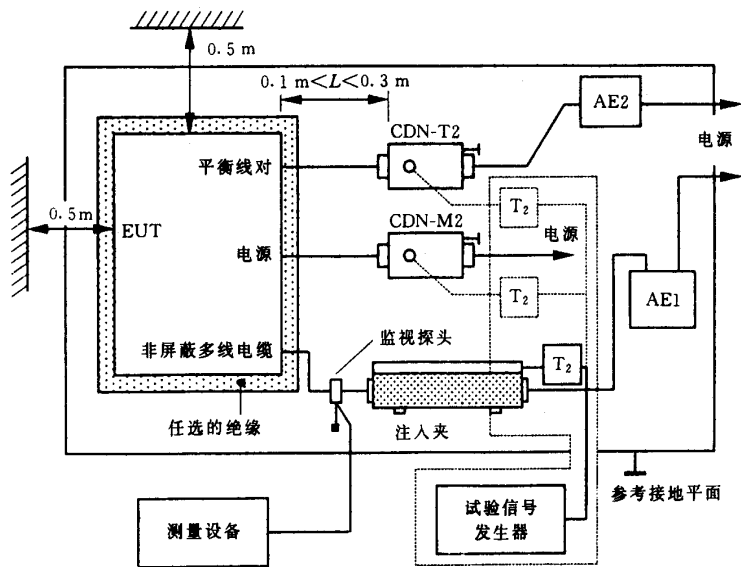 0.5 m
0.1 m<L<0.3 m
AE2
CDN-T2
平衡线对
T₂
电源
0.5m
EUT
CDN-M2
电源
电源
T₂
AE1
监视探头
非屏蔽多线电缆
T₂
任选的绝缘
注入夹
参考接地平面
测量设备
试验信号
发生器